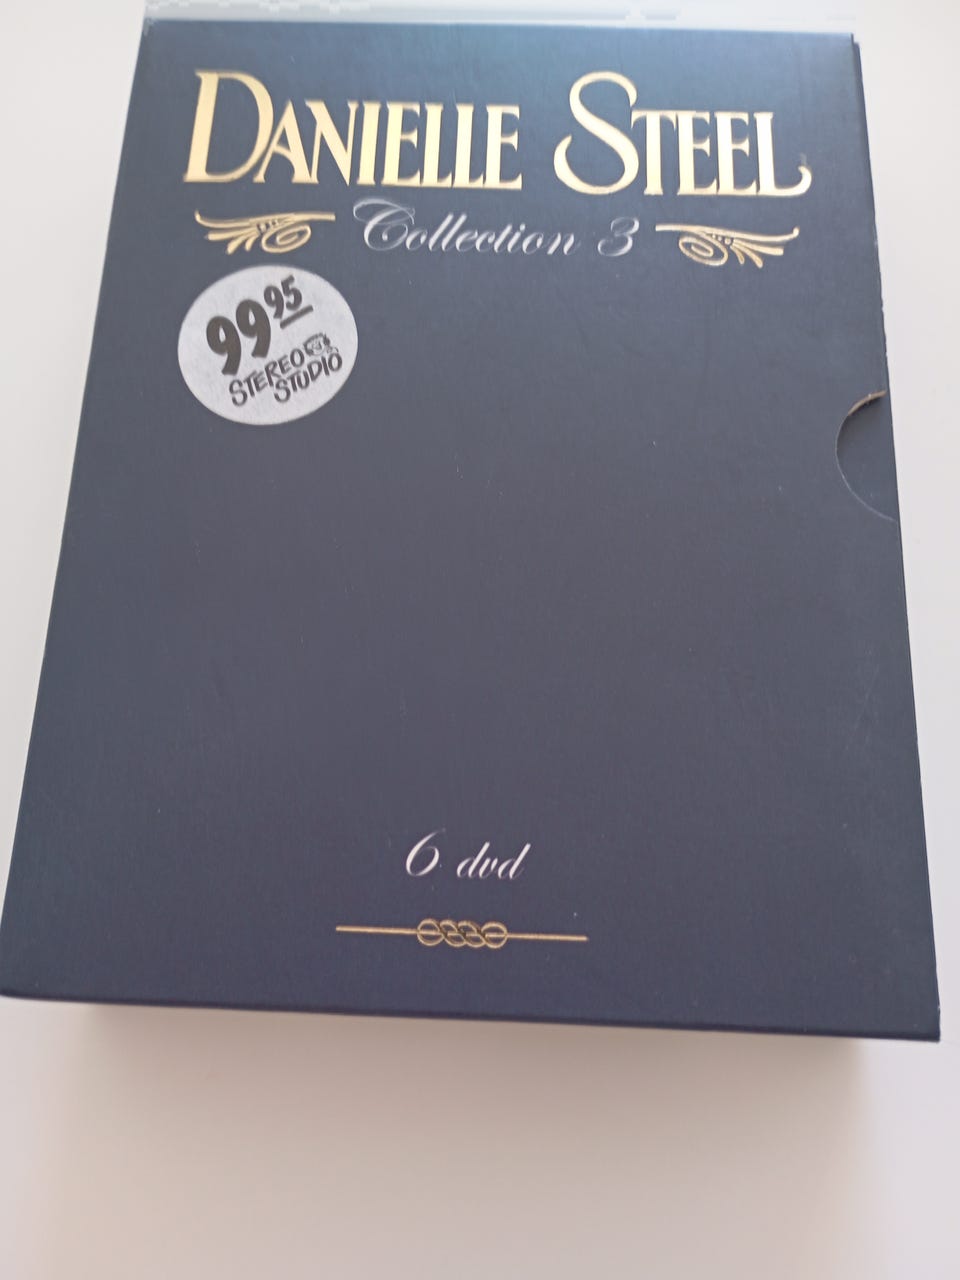 DANIELLE STEEL
Collection 3
99 95
STEREO
STUDIO
6 dvd